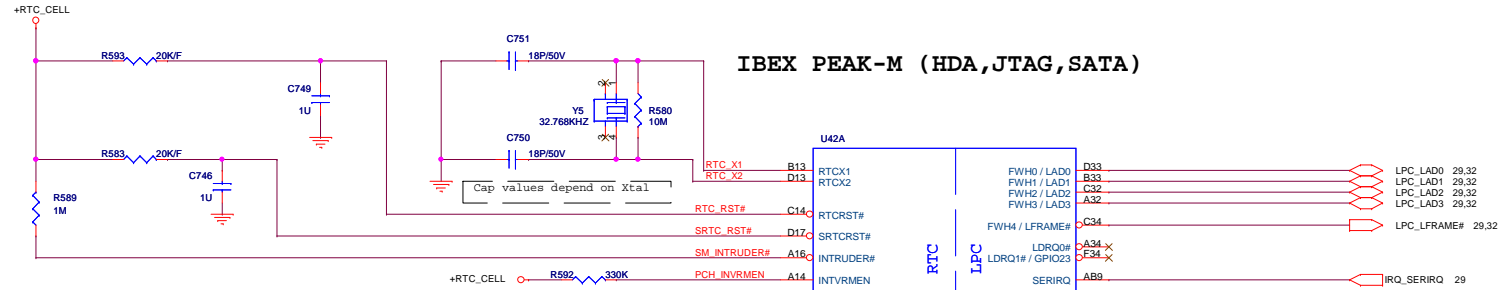 +RTC_CELL
R593 20K/F
C751
18P/50V
IBEX PEAK-M (HDA,JTAG,SATA)
C749
1U
2 1
Y5
32.768KHZ
R580
10M
3 4
C750
18P/50V
U42A
R583 20K/F
C746
1U
R589
1M
Cap values depend on Xtal
RTC_X1 B13 RTCX1
RTC_X2 D13 RTCX2
RTC_RST# C14 RTCRST#
SRTC_RST# D17 SRTCRST#
SM_INTRUDER# A16 INTRUDER#
+RTC_CELL R592 330K PCH_INVRMEN A14 INTVRMEN
RTC
LPC
FWH0 / LAD0 D33 LPC_LAD0 29,32
FWH1 / LAD1 B33 LPC_LAD1 29,32
FWH2 / LAD2 C32 LPC_LAD2 29,32
FWH3 / LAD3 A32 LPC_LAD3 29,32
FWH4 / LFRAME# C34 LPC_LFRAME# 29,32
LDRQ0# A34
LDRQ1# / GPIO23 F34
SERIRQ AB9 IRQ_SERIRQ 29